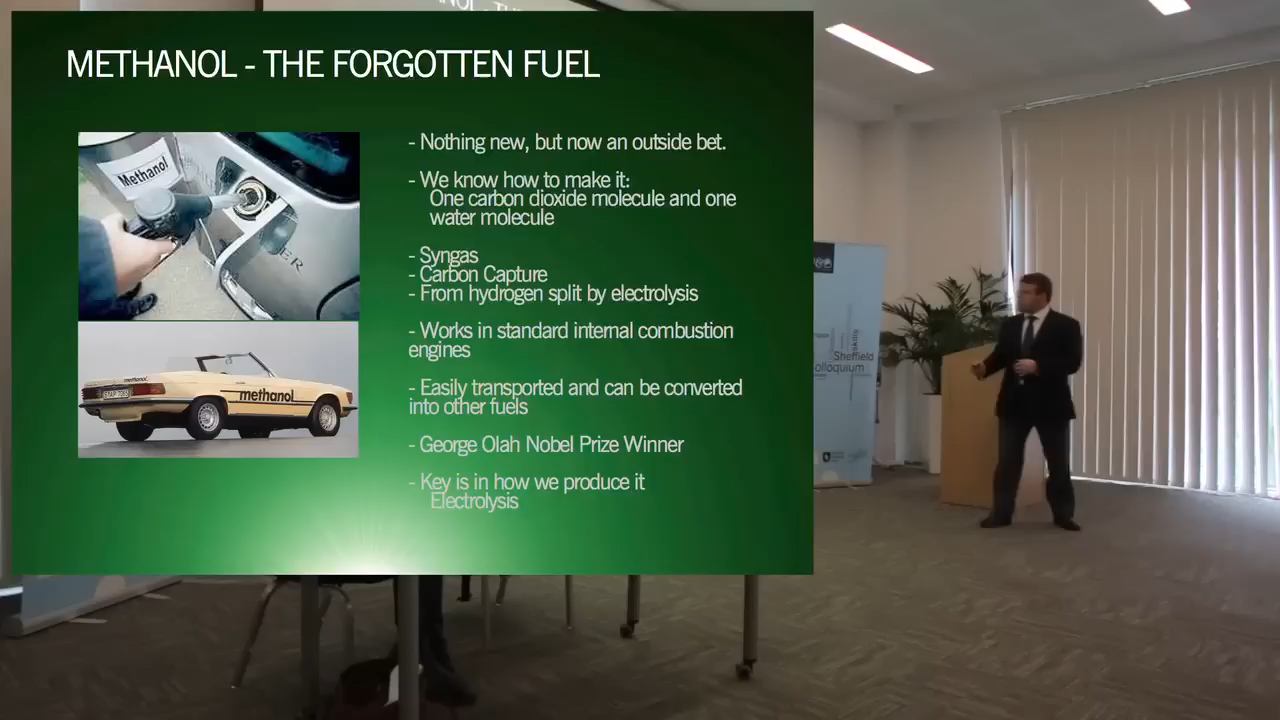 METHANOL - THE FORGOTTEN FUEL
Methanol
- Nothing new, but now an outside bet.
- We know how to make it:
One carbon dioxide molecule and one
water molecule
- Syngas
- Carbon Capture
- From hydrogen split by electrolysis
- Works in standard internal combustion
engines
- Easily transported and can be converted
into other fuels
- George Olah Nobel Prize Winner
- Key is in how we produce it
Electrolysis
methanol
methanol
Skills
Sheffield
olloquium